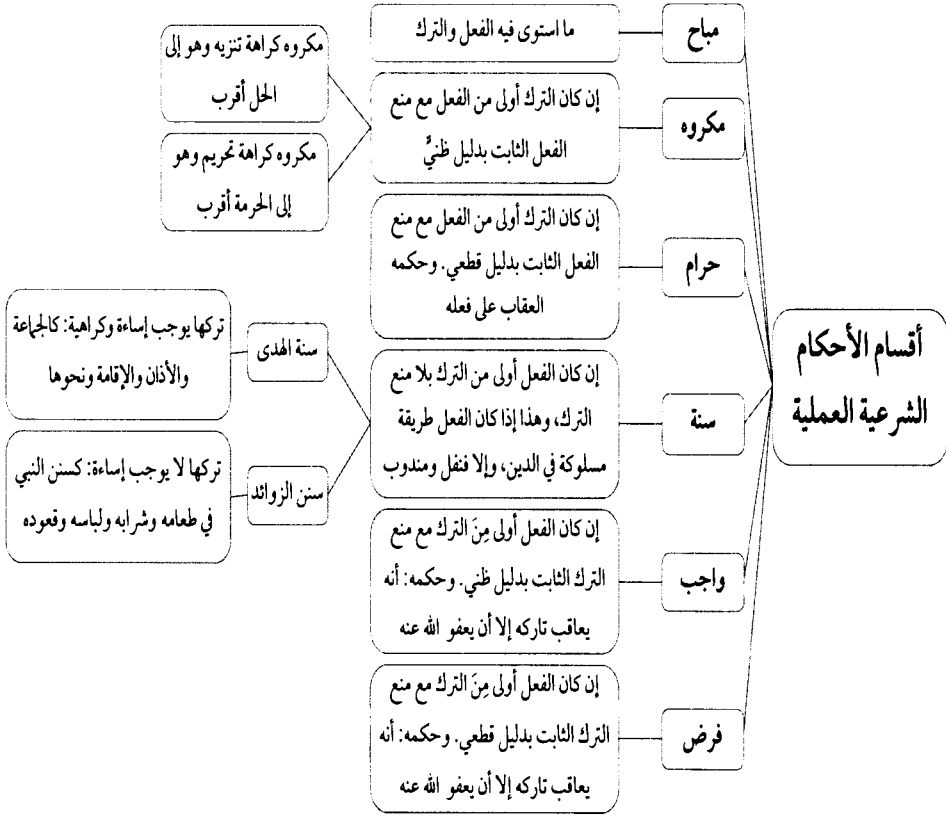 أقسام الأحكام
الشرعية العملية
مباح
ما استوى فيه الفعل والترك
مكروه
إن كان الترك أولى من الفعل مع منع
الفعل الثابت بدليل ظنيٍّ
مكروه كراهة تنزيه وهو إلى
الحل أقرب
مكروه كراهة تحريم وهو
إلى الحرمة أقرب
حرام
إن كان الترك أولى من الفعل مع منع
الفعل الثابت بدليل قطعي. وحكمه
العقاب على فعله
سنة
إن كان الفعل أولى من الترك بلا منع
الترك، وهذا إذا كان الفعل طريقة
مسلوكة في الدين، وإلا فنفل ومندوب
سنة الهدى
تركها يوجب إساءة وكراهية: كالجماعة
والأذان والإقامة ونحوها
سنن الزوائد
تركها لا يوجب إساءة: كسنن النبي
في طعامه وشرابه ولباسه وقعوده
واجب
إن كان الفعل أولى مِنَ الترك مع منع
الترك الثابت بدليل ظني. وحكمه: أنه
يعاقب تاركه إلا أن يعفو الله عنه
فرض
إن كان الفعل أولى مِنَ الترك مع منع
الترك الثابت بدليل قطعي. وحكمه: أنه
يعاقب تاركه إلا أن يعفو الله عنه